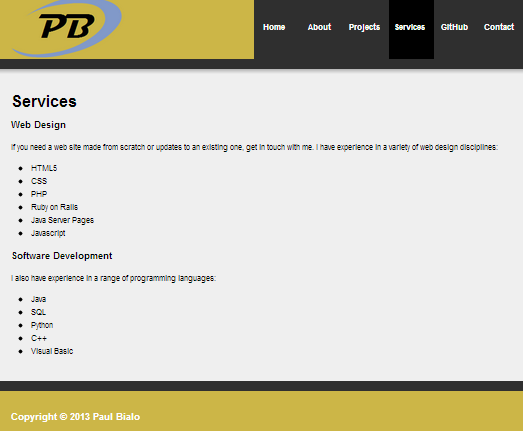 PB
Home About Projects Services GitHub Contact
Services
Web Design
If you need a web site made from scratch or updates to an existing one, get in touch with me. I have experience in a variety of web design disciplines:
HTML5
CSS
PHP
Ruby on Rails
Java Server Pages
Javascript
Software Development
I also have experience in a range of programming languages:
Java
SQL
Python
C++
Visual Basic
Copyright © 2013 Paul Bialo